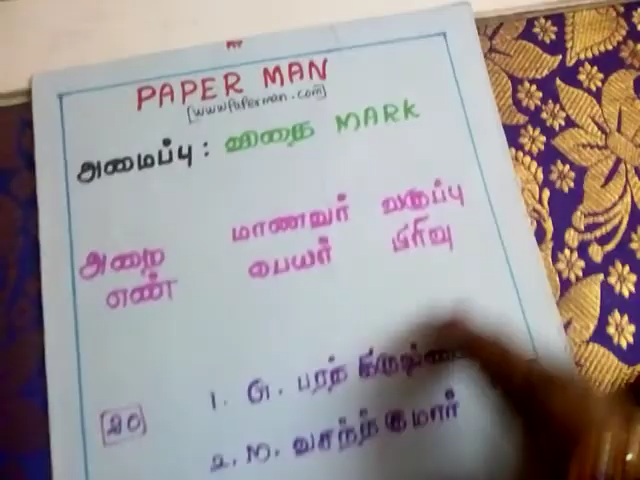 PAPER MAN
[www.Paperman.com]
அமைப்பு : விதை MARK
அறை எண்
மாணவர் பெயர்
வகுப்பு பிரிவு
[20]
1. G. பரத்
2. M. வசந்த்குமார்